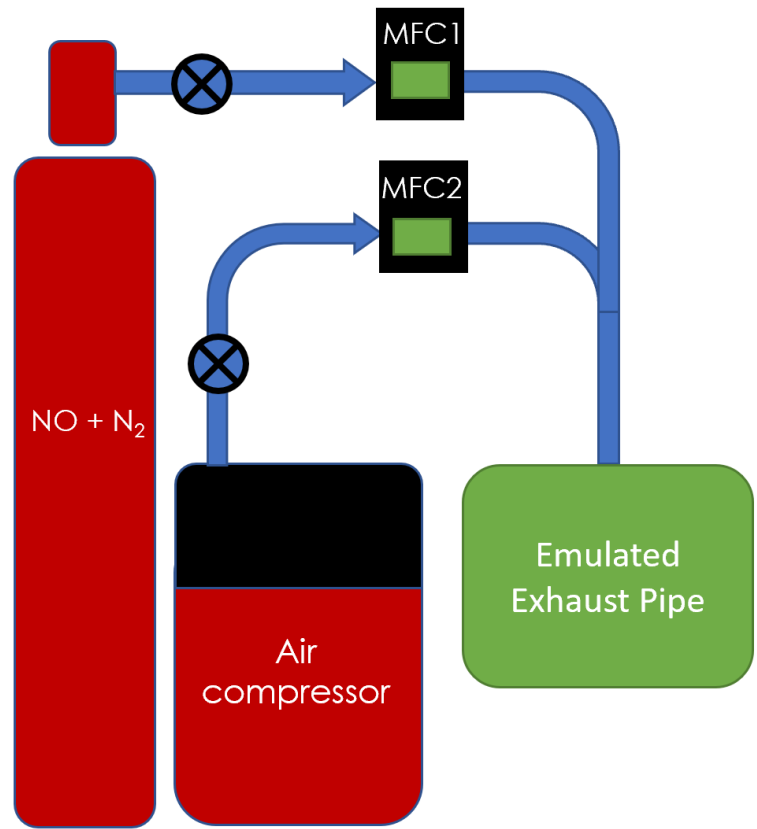 MFC1
MFC2
NO + N₂
Air
compressor
Emulated
Exhaust Pipe